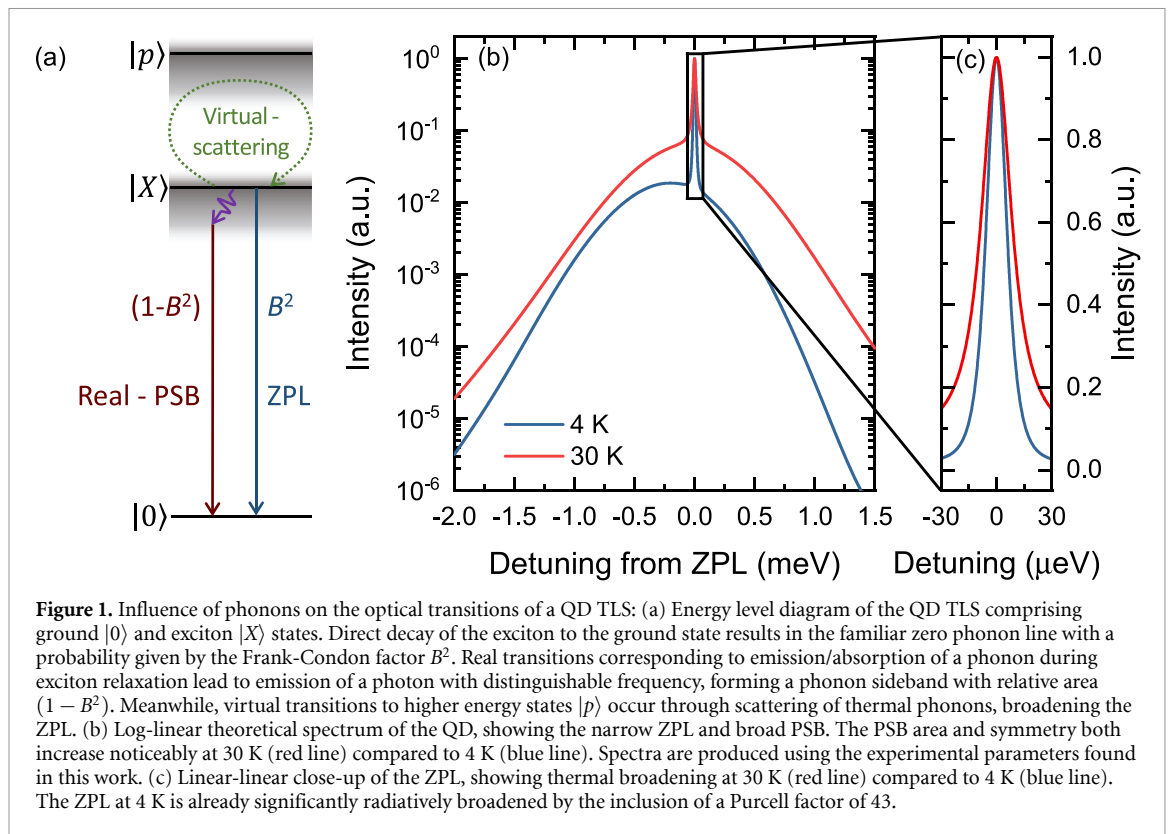 (a)
|p⟩
Virtual -
scattering
|X⟩
(1-B²)
B²
Real - PSB
ZPL
|0⟩
(b)
Intensity (a.u.)
10⁰
10⁻¹
10⁻²
10⁻³
10⁻⁴
10⁻⁵
10⁻⁶
4 K
30 K
-2.0 -1.5 -1.0 -0.5 0.0 0.5 1.0 1.5
Detuning from ZPL (meV)
(c)
1.0
0.8
0.6
0.4
0.2
0.0
Intensity (a.u.)
-30 0 30
Detuning (μeV)
Figure 1. Influence of phonons on the optical transitions of a QD TLS: (a) Energy level diagram of the QD TLS comprising
ground |0⟩ and exciton |X⟩ states. Direct decay of the exciton to the ground state results in the familiar zero phonon line with a
probability given by the Frank-Condon factor B². Real transitions corresponding to emission/absorption of a phonon during
exciton relaxation lead to emission of a photon with distinguishable frequency, forming a phonon sideband with relative area
(1 − B²). Meanwhile, virtual transitions to higher energy states |p⟩ occur through scattering of thermal phonons, broadening the
ZPL. (b) Log-linear theoretical spectrum of the QD, showing the narrow ZPL and broad PSB. The PSB area and symmetry both
increase noticeably at 30 K (red line) compared to 4 K (blue line). Spectra are produced using the experimental parameters found
in this work. (c) Linear-linear close-up of the ZPL, showing thermal broadening at 30 K (red line) compared to 4 K (blue line).
The ZPL at 4 K is already significantly radiatively broadened by the inclusion of a Purcell factor of 43.